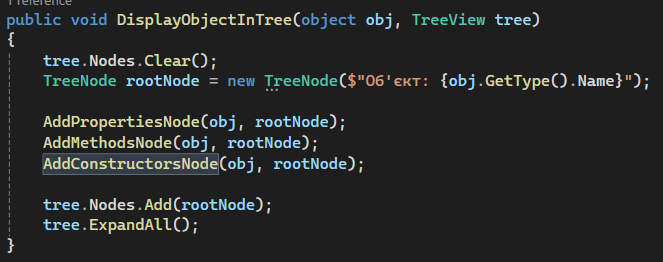 1 reference
public void DisplayObjectInTree(object obj, TreeView tree)
{
tree.Nodes.Clear();
TreeNode rootNode = new TreeNode($"Об'єкт: {obj.GetType().Name}");
AddPropertiesNode(obj, rootNode);
AddMethodsNode(obj, rootNode);
AddConstructorsNode(obj, rootNode);
tree.Nodes.Add(rootNode);
tree.ExpandAll();
}